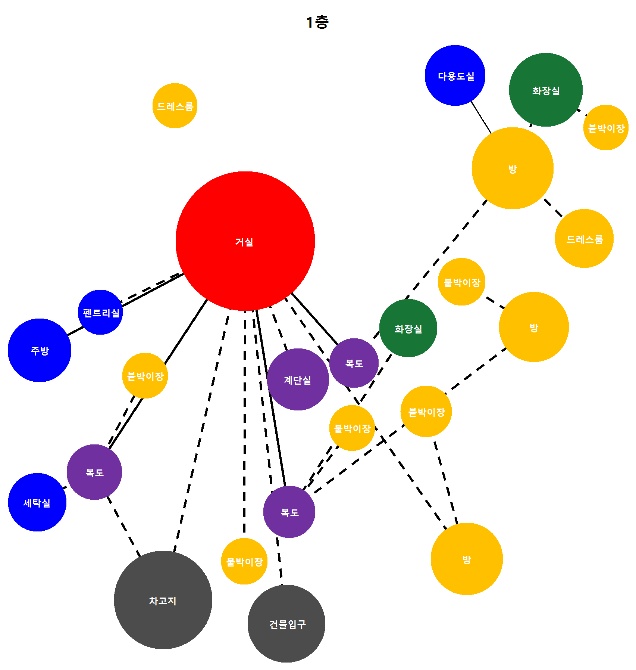 1층
다용도실
화장실
드레스룸
붙박이장
방
거실
드레스룸
붙박이장
펜트리실
화장실
방
주방
복도
붙박이장
계단실
붙박이장
붙박이장
복도
세탁실
복도
붙박이장
방
차고지
건물입구